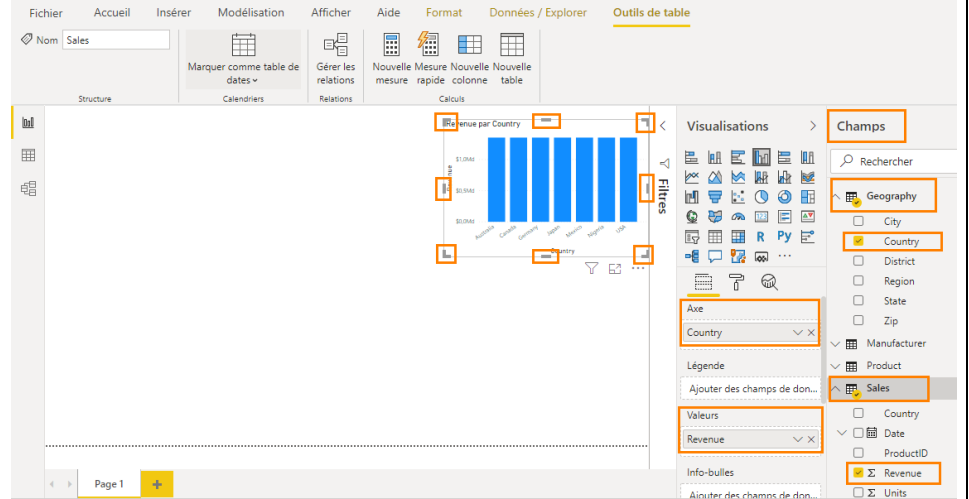 Fichier Accueil Insérer Modélisation Afficher Aide Format Données / Explorer Outils de table
Nom Sales
Marquer comme table de dates
Gérer les relations
Nouvelle mesure
Mesure rapide
Nouvelle colonne
Nouvelle table
Structure Calendriers Relations Calculs
Revenue par Country
$1,0Md
$0,5Md
$0,0Md
Revenue
Australia Canada Germany Japan Mexico Nigeria USA
Country
Filtres
Visualisations
R Py
Axe
Country
Légende
Ajouter des champs de don...
Valeurs
Revenue
Info-bulles
Ajouter des champs de don...
Champs
Rechercher
Geography
City
Country
District
Region
State
Zip
Manufacturer
Product
Sales
Country
Date
ProductID
Σ Revenue
Σ Units
Page 1